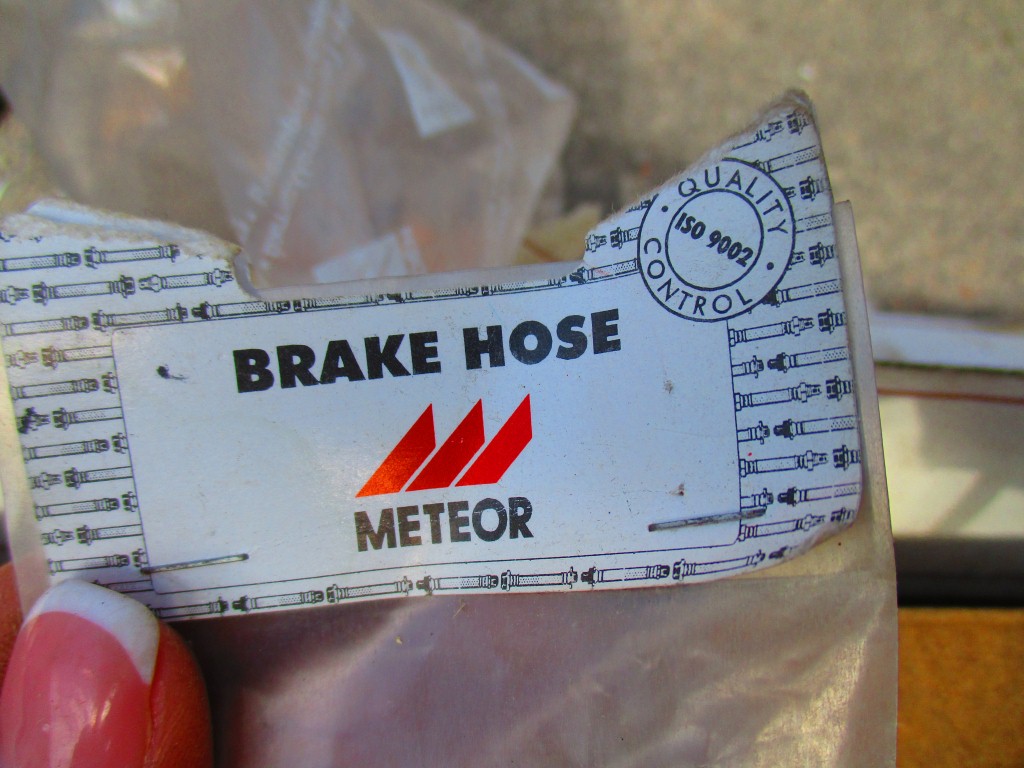 QUALITY
ISO 9002
CONTROL
BRAKE HOSE
METEOR